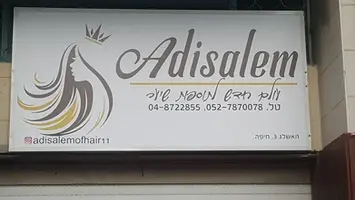 Adisalem
עולם חדש לתוספות שיער
טל. 052-7870078, 04-8722855
האשלג 3, חיפה.
adisalemofhair11